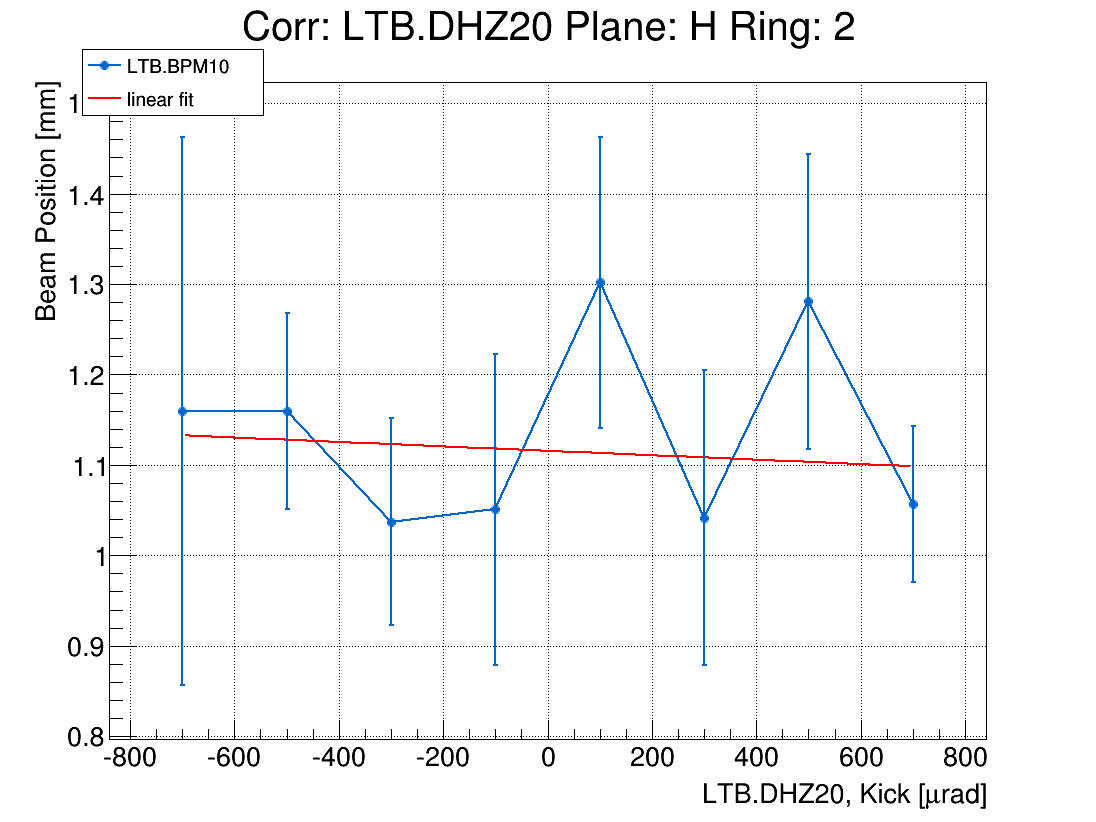 Corr: LTB.DHZ20 Plane: H Ring: 2
LTB.BPM10
linear fit
Beam Position [mm]
1.4
1.3
1.2
1.1
1
0.9
0.8
-800 -600 -400 -200 0 200 400 600 800
LTB.DHZ20, Kick [μrad]